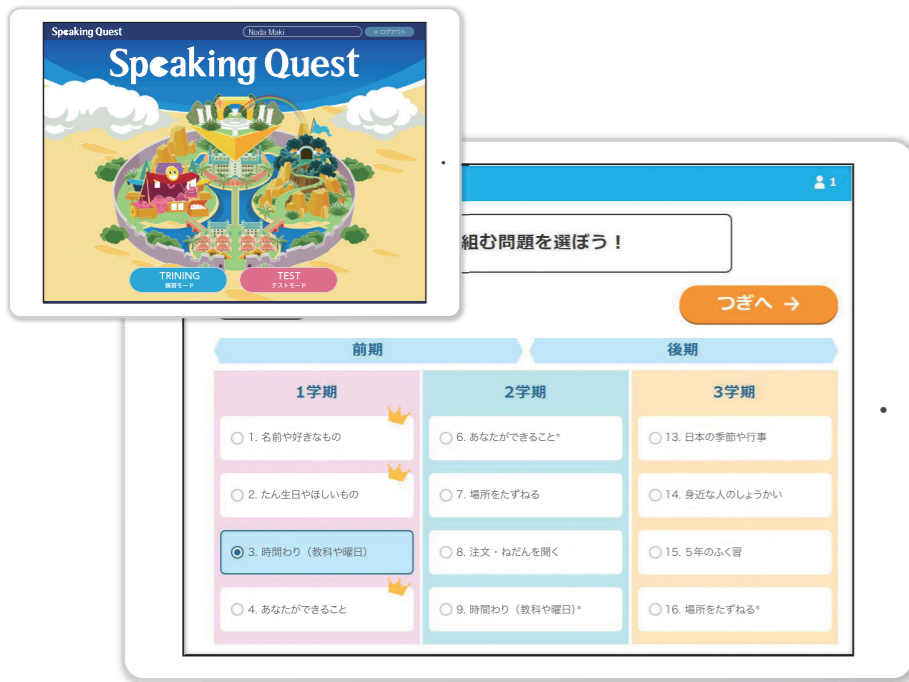 Speaking Quest
Noda Maki
× ログアウト
Speaking Quest
TRINING
練習モード
TEST
テストモード
1
組む問題を選ぼう！
つぎへ →
前期
後期
1学期
2学期
3学期
1. 名前や好きなもの
6. あなたができること*
13. 日本の季節や行事
2. たん生日やほしいもの
7. 場所をたずねる
14. 身近な人のしょうかい
3. 時間わり（教科や曜日）
8. 注文・ねだんを聞く
15. 5年のふく習
4. あなたができること
9. 時間わり（教科や曜日）*
16. 場所をたずねる*